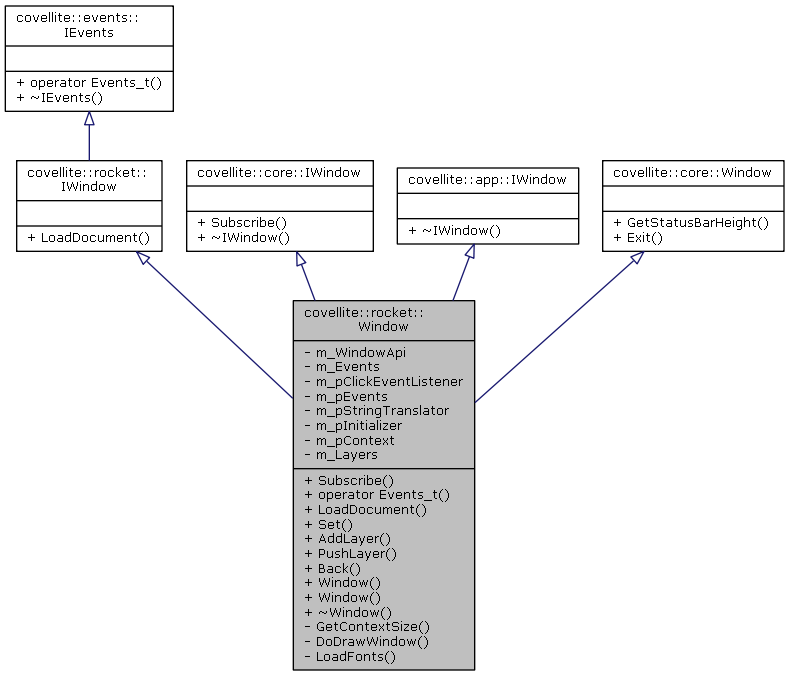 covellite::events::
IEvents
+ operator Events_t()
+ ~IEvents()
covellite::rocket::
IWindow
+ LoadDocument()
covellite::core::IWindow
+ Subscribe()
+ ~IWindow()
covellite::app::IWindow
+ ~IWindow()
covellite::core::Window
+ GetStatusBarHeight()
+ Exit()
covellite::rocket::
Window
- m_WindowApi
- m_Events
- m_pClickEventListener
- m_pEvents
- m_pStringTranslator
- m_pInitializer
- m_pContext
- m_Layers
+ Subscribe()
+ operator Events_t()
+ LoadDocument()
+ Set()
+ AddLayer()
+ PushLayer()
+ Back()
+ Window()
+ Window()
+ ~Window()
- GetContextSize()
- DoDrawWindow()
- LoadFonts()